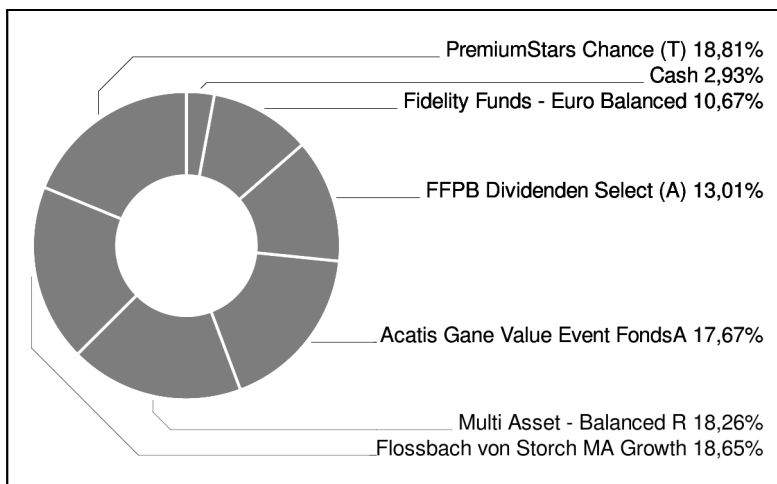 PremiumStars Chance (T) 18,81%
Cash 2,93%
Fidelity Funds - Euro Balanced 10,67%
FFPB Dividenden Select (A) 13,01%
Acatis Gane Value Event FondsA 17,67%
Multi Asset - Balanced R 18,26%
Flossbach von Storch MA Growth 18,65%